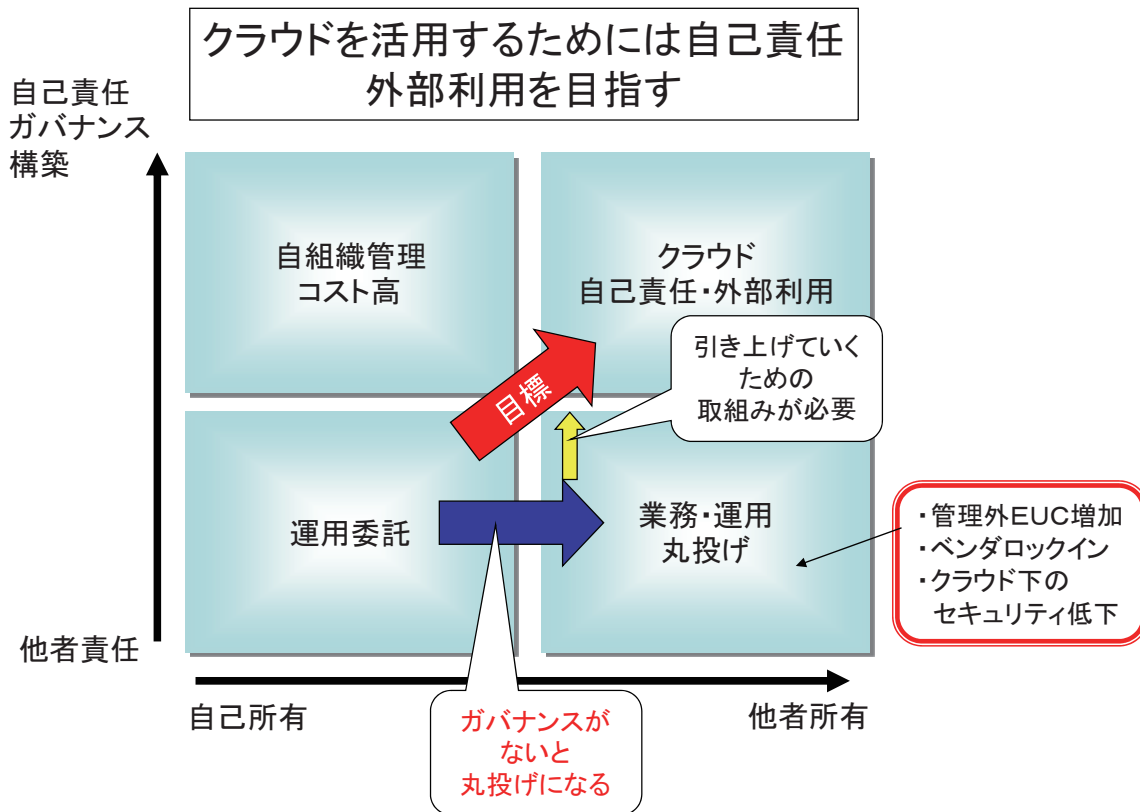 クラウドを活用するためには自己責任
外部利用を目指す
自己責任
ガバナンス
構築
自組織管理
コスト高
クラウド
自己責任・外部利用
引き上げていく
ための
取組みが必要
目標
運用委託
業務・運用
丸投げ
・管理外EUC増加
・ベンダロックイン
・クラウド下の
セキュリティ低下
他者責任
自己所有
他者所有
ガバナンスが
ないと
丸投げになる